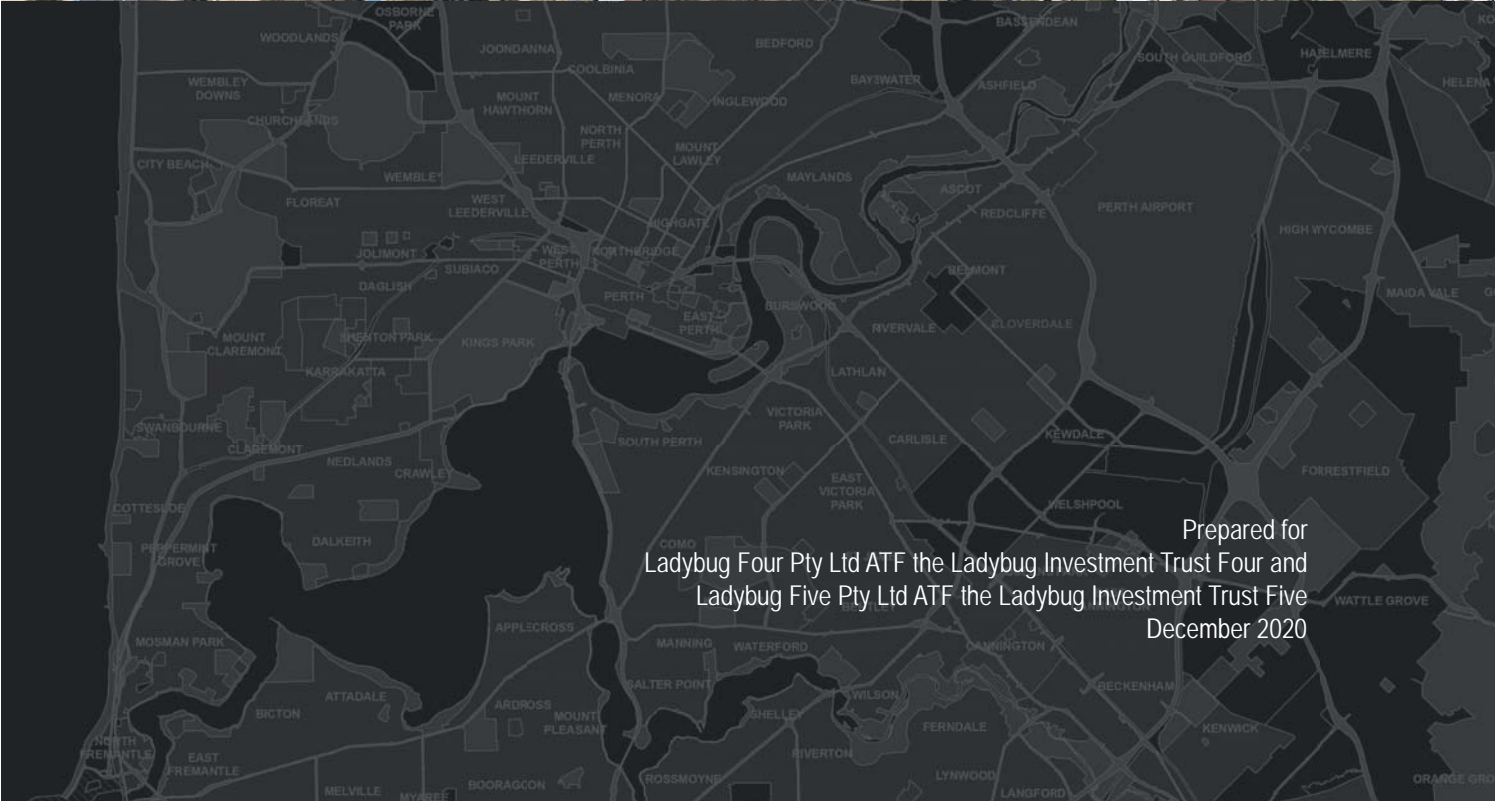 OSBORNE
PARK
WOODLANDS
JOONDANNA
BEDFORD
BASSENDEAN
SOUTH GUILDFORD
HAZELMERE
COOLBINIA
BAYSWATER
WEMBLEY
DOWNS
ASHFIELD
HELENA
MOUNT
HAWTHORN
MENORA
INGLEWOOD
CHURCHLANDS
NORTH
PERTH
MOUNT
LAWLEY
CITY BEACH
LEEDERVILLE
WEMBLEY
MAYLANDS
ASCOT
FLOREAT
WEST
LEEDERVILLE
HIGHGATE
REDCLIFFE
PERTH AIRPORT
HIGH WYCOMBE
JOLIMONT
WEST
PERTH
NORTHBRIDGE
SUBIACO
BELMONT
DAGLISH
PERTH
EAST
PERTH
BURSWOOD
MAIDA VALE
RIVERVALE
CLOVERDALE
MOUNT
CLAREMONT
SHENTON PARK
KINGS PARK
KARRAKATTA
LATHLAIN
SWANBOURNE
VICTORIA
PARK
CLAREMONT
SOUTH PERTH
CARLISLE
KEWDALE
NEDLANDS
CRAWLEY
KENSINGTON
EAST
VICTORIA
PARK
FORRESTFIELD
COTTESLOE
WELSHPOOL
PEPPERMINT
GROVE
DALKEITH
COMO
Prepared for
Ladybug Four Pty Ltd ATF the Ladybug Investment Trust Four and
Ladybug Five Pty Ltd ATF the Ladybug Investment Trust Five
December 2020
BENTLEY
WATTLE GROVE
MOSMAN PARK
APPLECROSS
MANNING
WATERFORD
CANNINGTON
ATTADALE
SALTER POINT
WILSON
BECKENHAM
BICTON
ARDROSS
MOUNT
PLEASANT
SHELLEY
FERNDALE
KENWICK
NORTH
FREMANTLE
EAST
FREMANTLE
RIVERTON
BOORAGOON
ROSSMOYNE
LYNWOOD
ORANGE GRO
MELVILLE
MYAREE
LANGFORD